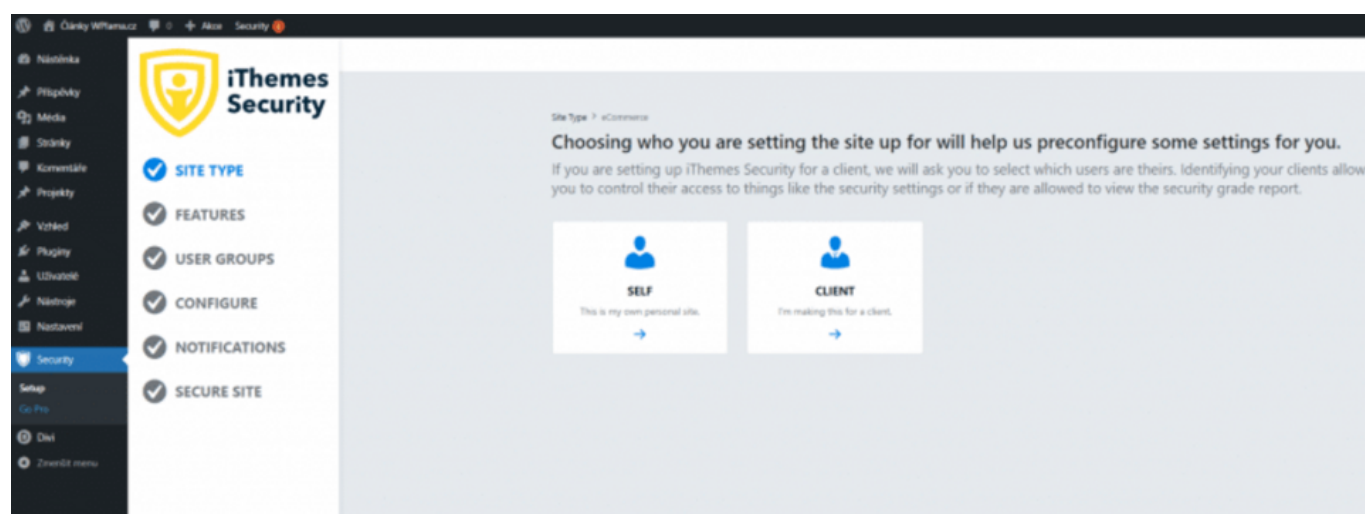 Články WPlama.cz 0 + Akce Security
Nástěnka
Příspěvky
Média
Stránky
Komentáře
Projekty
Vzhled
Pluginy
Uživatelé
Nástroje
Nastavení
Security
Setup
Go Pro
Divi
Zmenšit menu
iThemes
Security
SITE TYPE
FEATURES
USER GROUPS
CONFIGURE
NOTIFICATIONS
SECURE SITE
Site Type > eCommerce
Choosing who you are setting the site up for will help us preconfigure some settings for you.
If you are setting up iThemes Security for a client, we will ask you to select which users are theirs. Identifying your clients allow
you to control their access to things like the security settings or if they are allowed to view the security grade report.
SELF
This is my own personal site.
CLIENT
I'm making this for a client.